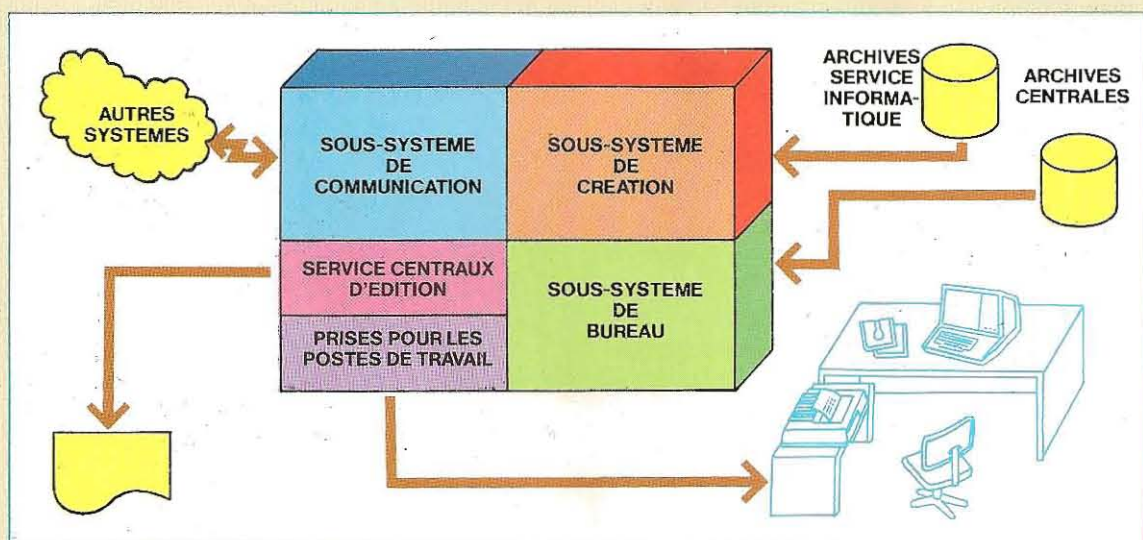 AUTRES
SYSTEMES
SOUS-SYSTEME
DE
COMMUNICATION
SOUS-SYSTEME
DE
CREATION
ARCHIVES
SERVICE
INFORMA-
TIQUE
ARCHIVES
CENTRALES
SERVICE CENTRAUX
D'EDITION
PRISES POUR LES
POSTES DE TRAVAIL
SOUS-SYSTEME
DE
BUREAU